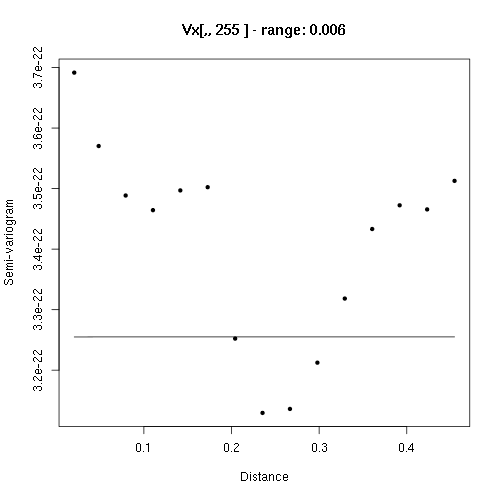 Vx[,, 255 ] - range: 0.006
3.7e-22
3.6e-22
3.5e-22
3.4e-22
3.3e-22
3.2e-22
Semi-variogram
0.1 0.2 0.3 0.4
Distance